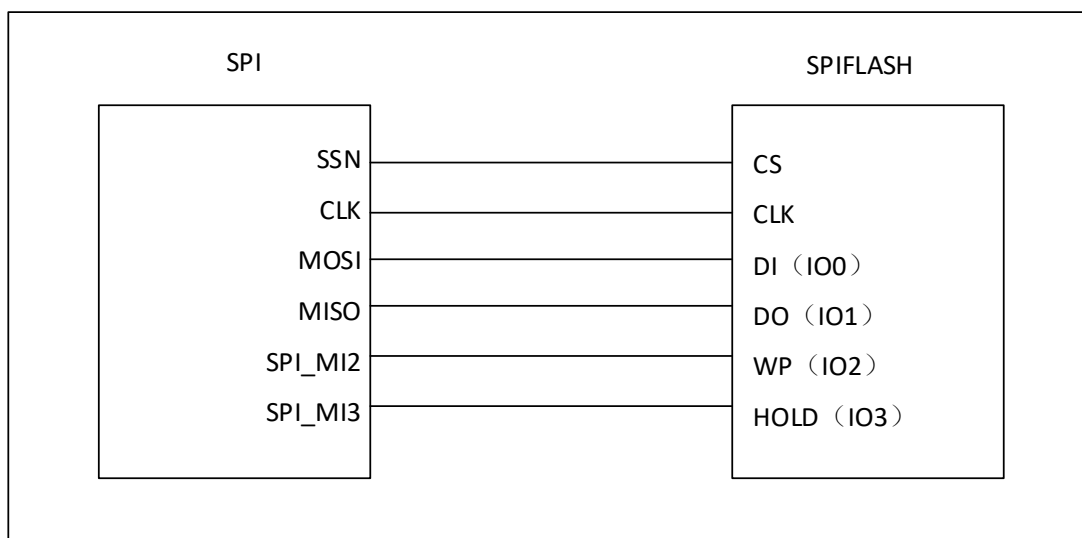 SPI
SPIFLASH
SSN
CS
CLK
CLK
MOSI
DI（IO0）
MISO
DO（IO1）
SPI_MI2
WP（IO2）
SPI_MI3
HOLD（IO3）